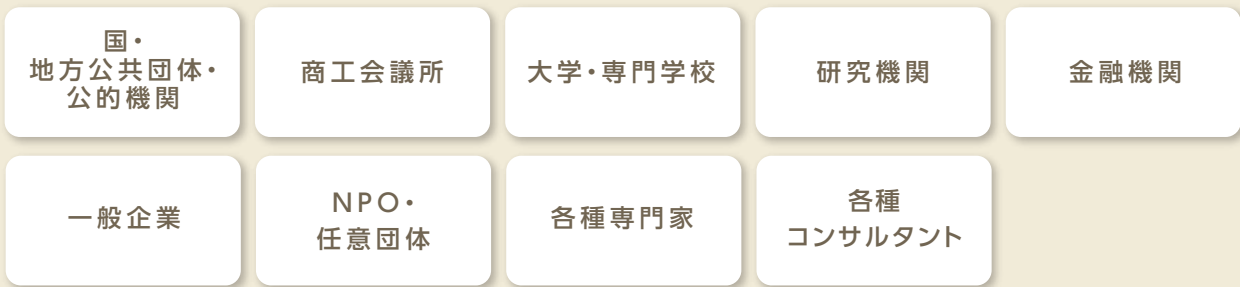 国・
地方公共団体・
公的機関
商工会議所
大学・専門学校
研究機関
金融機関
一般企業
NPO・
任意団体
各種専門家
各種
コンサルタント